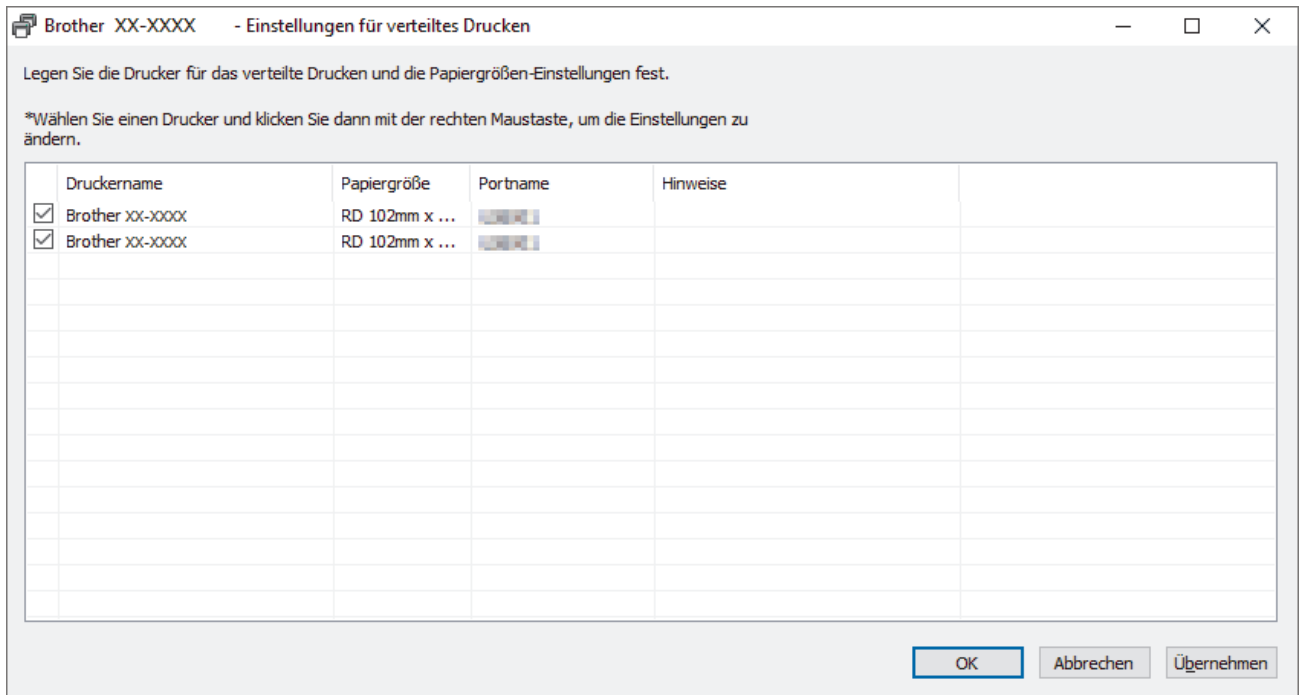 Brother XX-XXXX - Einstellungen für verteiltes Drucken
Legen Sie die Drucker für das verteilte Drucken und die Papiergrößen-Einstellungen fest.
*Wählen Sie einen Drucker und klicken Sie dann mit der rechten Maustaste, um die Einstellungen zu
ändern.
Druckername Papiergröße Portname Hinweise
Brother XX-XXXX RD 102mm x ...
Brother XX-XXXX RD 102mm x ...
OK Abbrechen Übernehmen